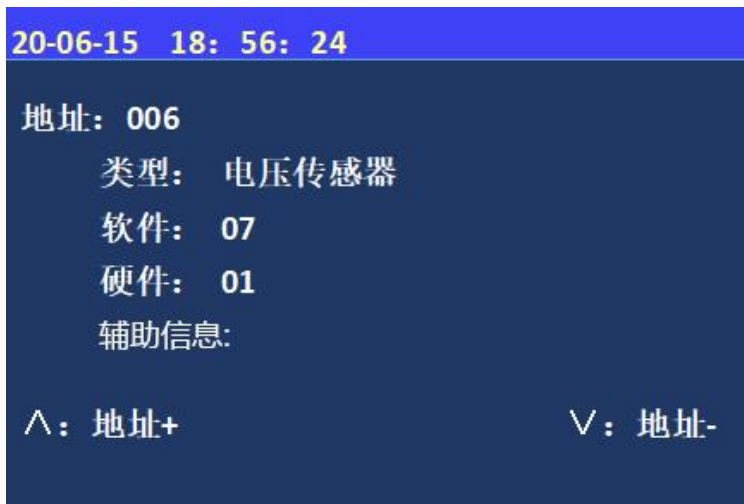 20-06-15 18：56：24
地址：006
类型： 电压传感器
软件： 07
硬件： 01
辅助信息:
∧：地址+ ∨：地址-